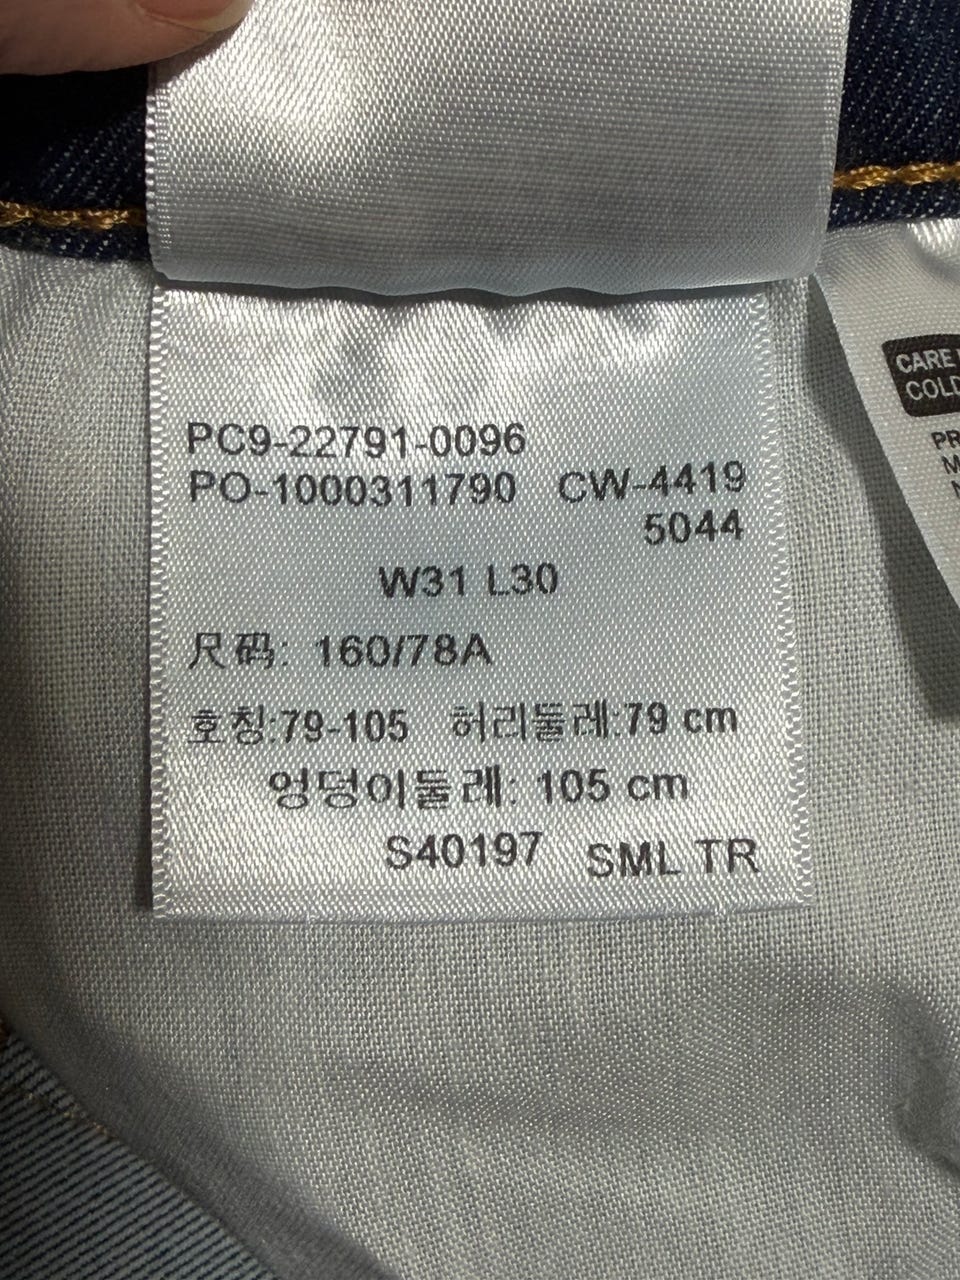 PC9-22791-0096
PO-1000311790 CW-4419
5044
W31 L30
尺码: 160/78A
호칭:79-105 허리둘레:79 cm
엉덩이둘레: 105 cm
S40197 SML TR
CARE
COLD
PR
M